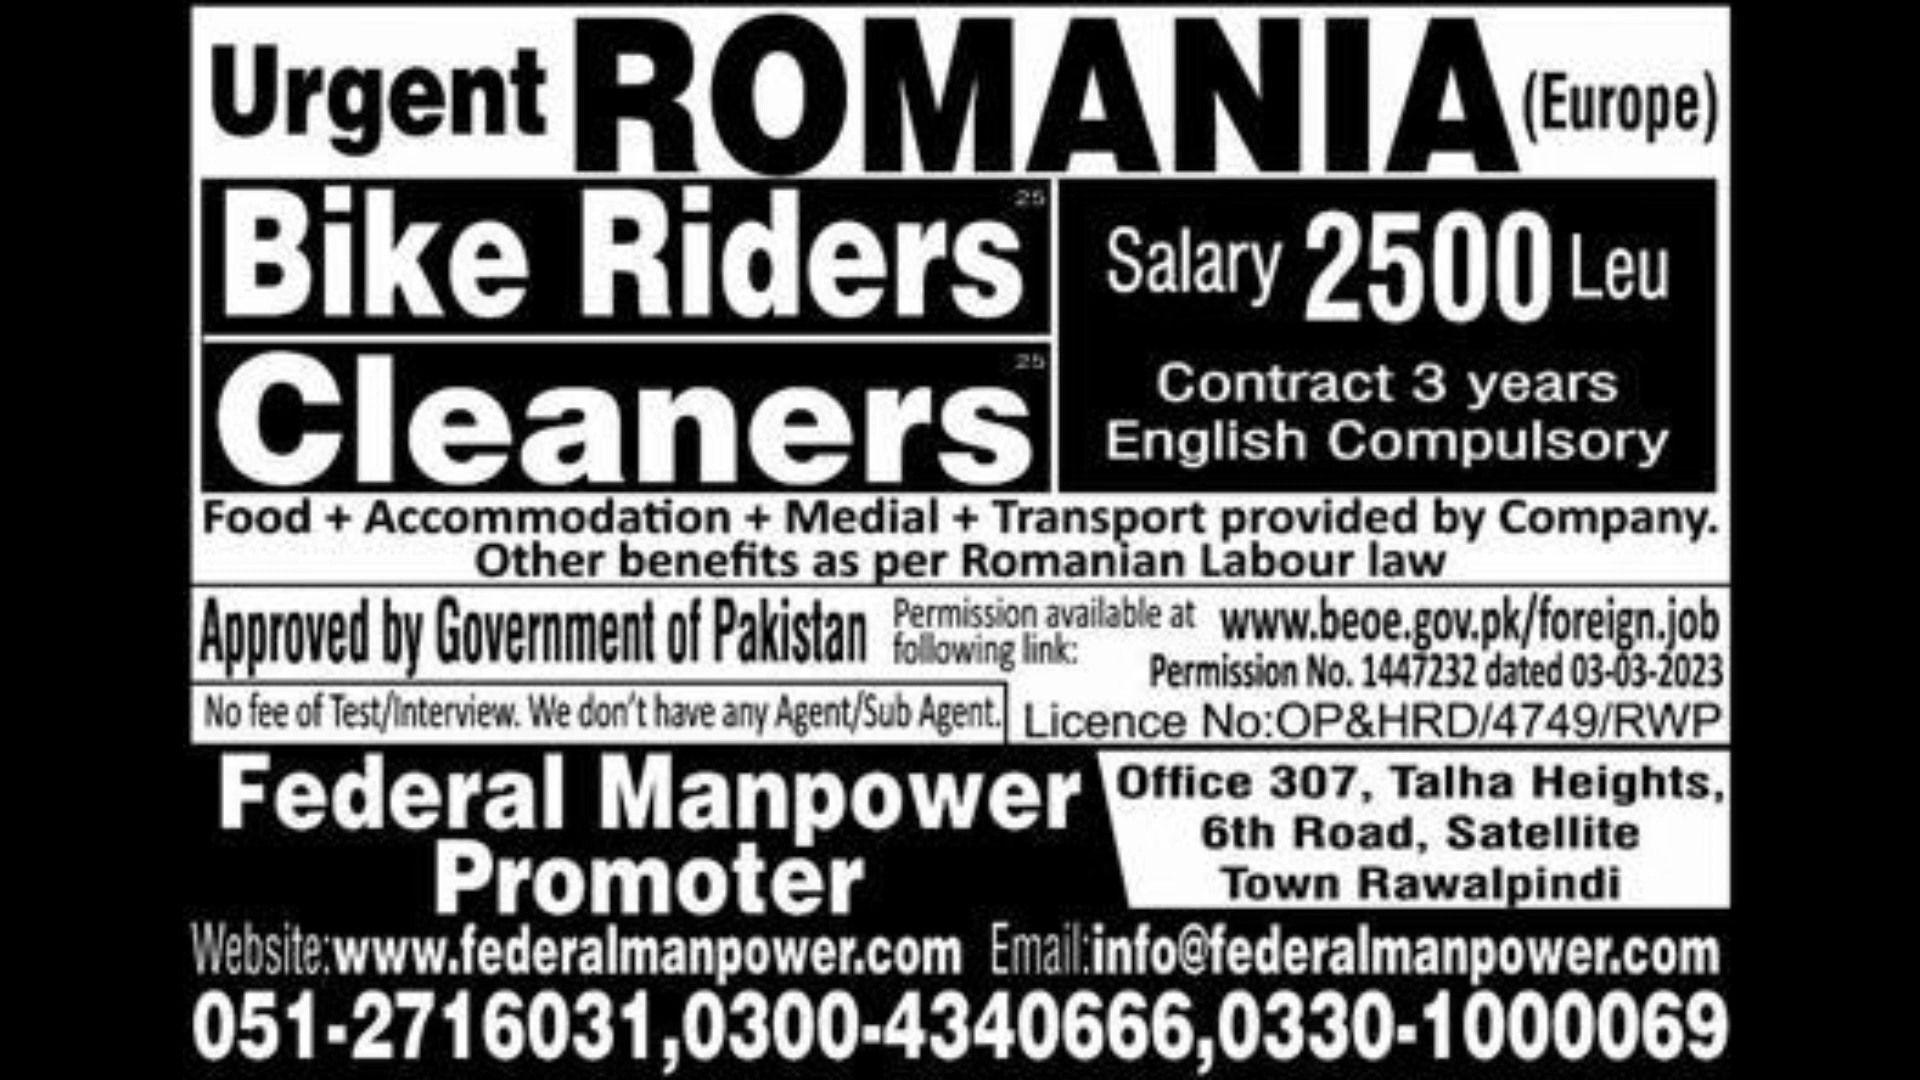 Urgent ROMANIA (Europe)
Bike Riders 25
Cleaners 25
Salary 2500 Leu
Contract 3 years
English Compulsory
Food + Accommodation + Medial + Transport provided by Company.
Other benefits as per Romanian Labour law
Approved by Government of Pakistan
Permission available at
following link:
www.beoe.gov.pk/foreign.job
Permission No. 1447232 dated 03-03-2023
No fee of Test/Interview. We don't have any Agent/Sub Agent.
Licence No:OP&HRD/4749/RWP
Federal Manpower
Promoter
Office 307, Talha Heights,
6th Road, Satellite
Town Rawalpindi
Website:www.federalmanpower.com Email:info@federalmanpower.com
051-2716031,0300-4340666,0330-1000069